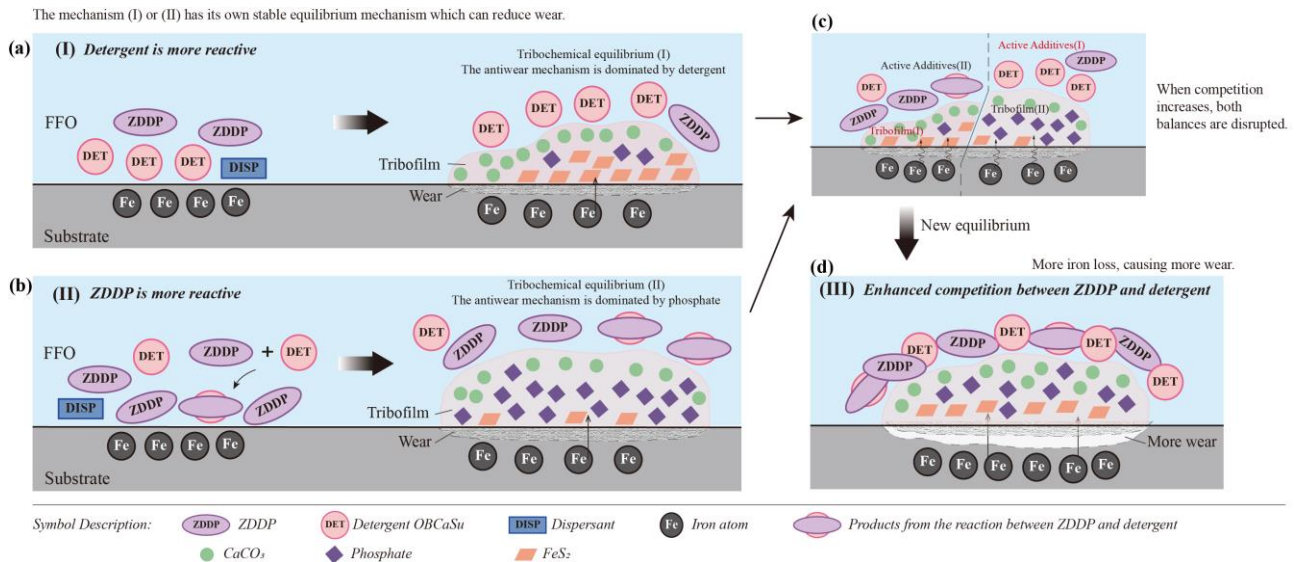 The mechanism (I) or (II) has its own stable equilibrium mechanism which can reduce wear.
(a)
(I) Detergent is more reactive
FFO
ZDDP
ZDDP
DET
DET
DET
DISP
Fe Fe Fe Fe
Substrate
Tribochemical equilibrium (I)
The antiwear mechanism is dominated by detergent
DET
DET
DET
DET
ZDDP
Tribofilm
Wear
Fe Fe Fe Fe
(b)
(II) ZDDP is more reactive
FFO
DET
ZDDP + DET
ZDDP
DISP
ZDDP
ZDDP
Fe Fe Fe Fe
Substrate
Tribochemical equilibrium (II)
The antiwear mechanism is dominated by phosphate
DET
ZDDP
ZDDP
Tribofilm
Wear
Fe Fe Fe Fe
(c)
Active Additives(I)
Active Additives(II)
DET
ZDDP
ZDDP
DET
DET
ZDDP
DET
Tribofilm(I)
Tribofilm(II)
Fe Fe Fe Fe Fe Fe
When competition
increases, both
balances are disrupted.
New equilibrium
(d)
More iron loss, causing more wear.
(III) Enhanced competition between ZDDP and detergent
ZDDP
DET
ZDDP
DET
DET
ZDDP
DET
More wear
Fe Fe Fe Fe Fe Fe
Symbol Description:
ZDDP ZDDP
DET Detergent OBCaSu
DISP Dispersant
Fe Iron atom
Products from the reaction between ZDDP and detergent
CaCO₃
Phosphate
FeS₂